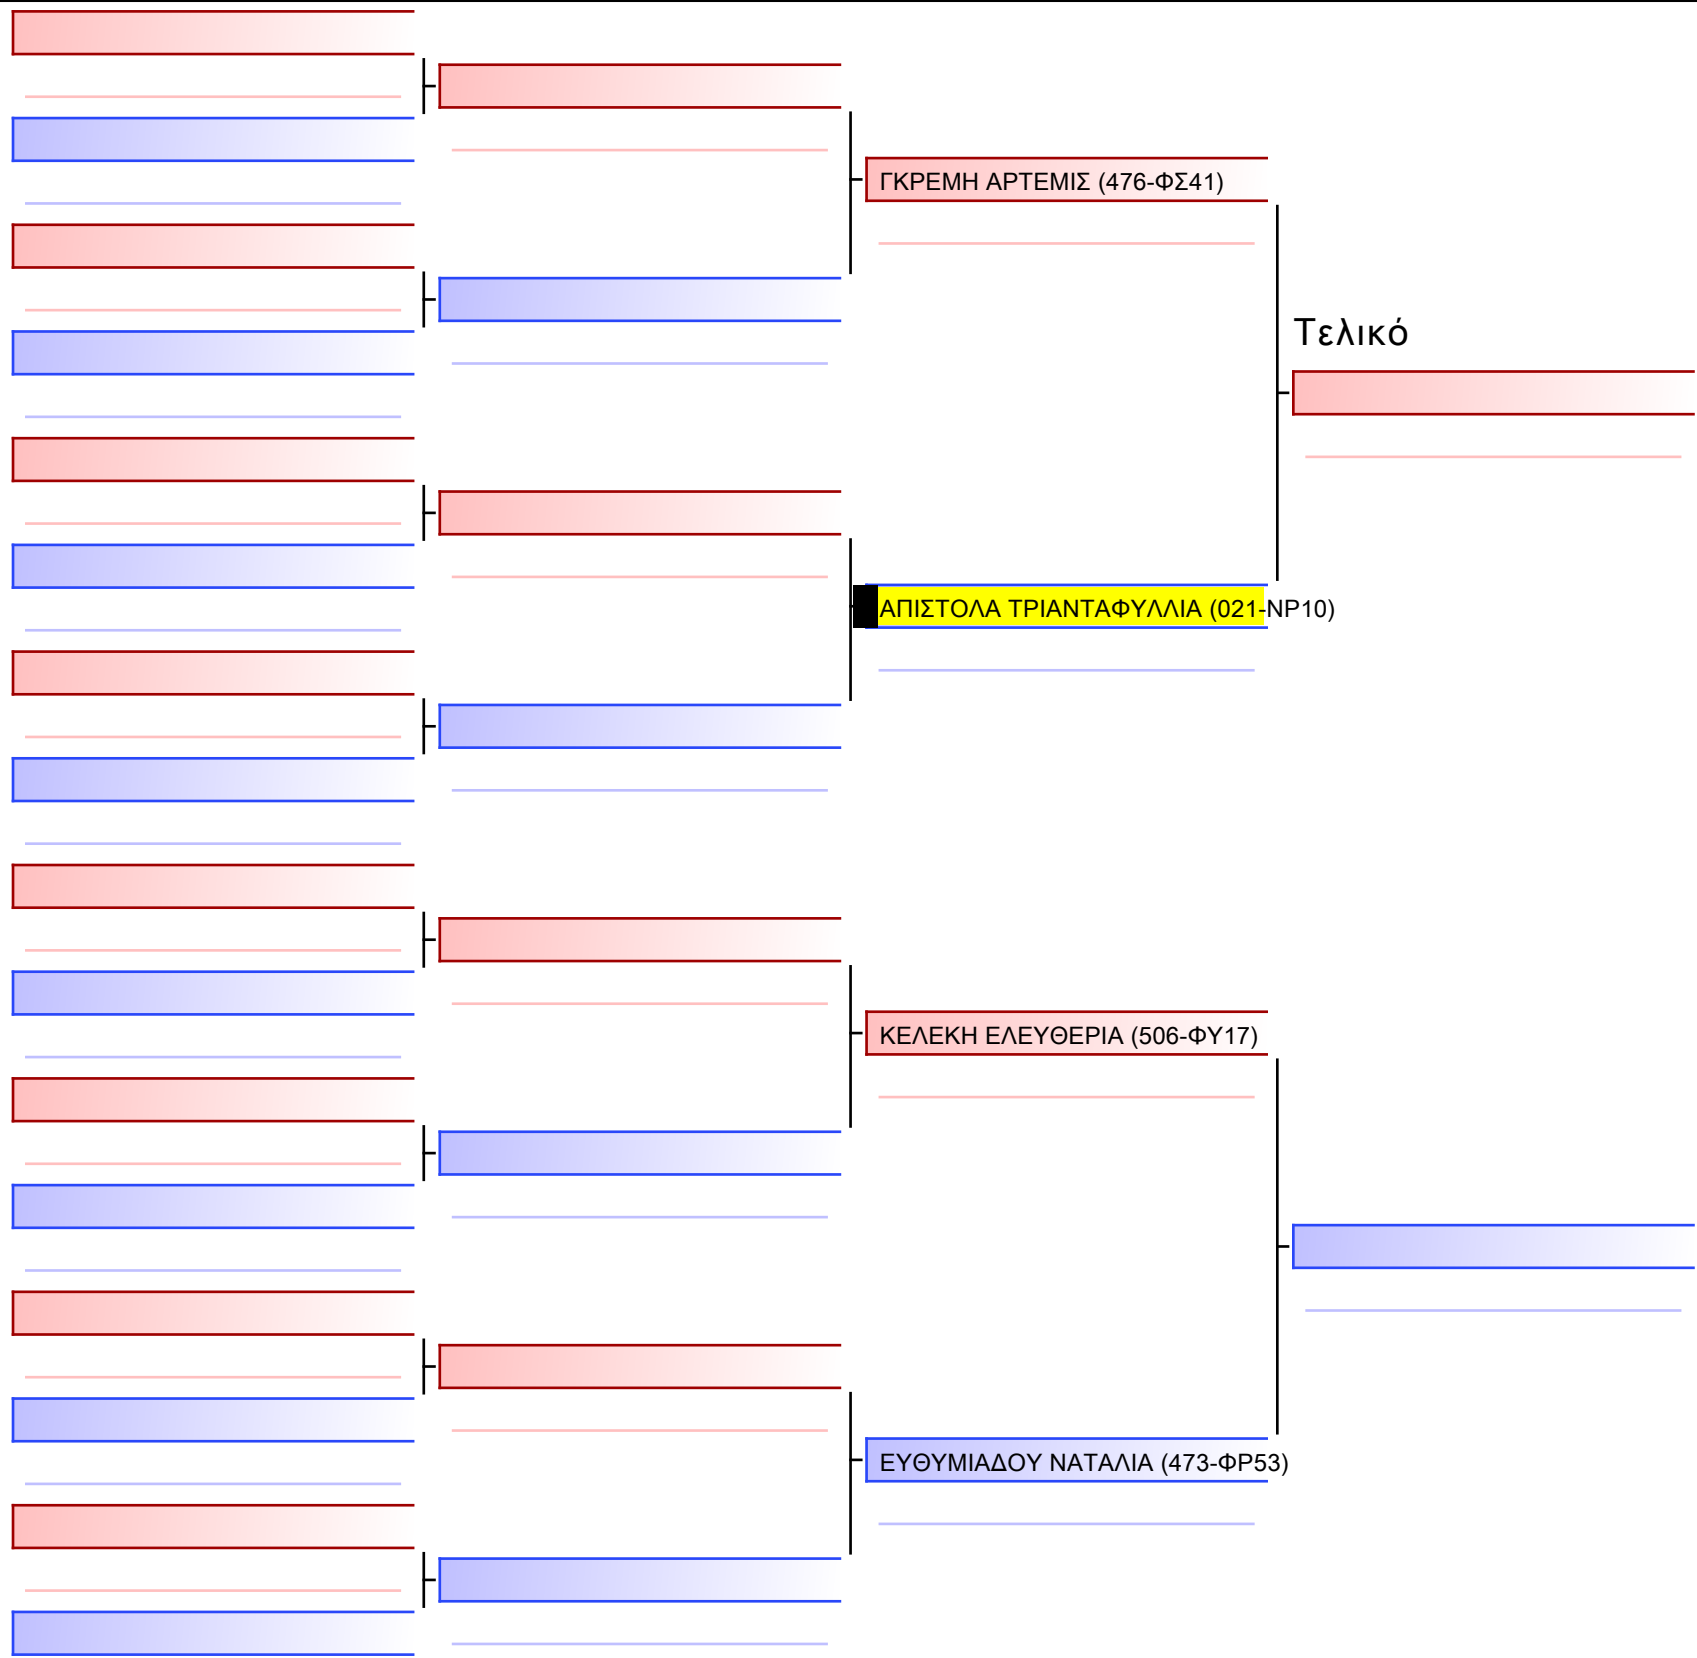 ΓΚΡΕΜΗ ΑΡΤΕΜΙΣ (476-ΦΣ41)
Τελικό
ΑΠΙΣΤΟΛΑ ΤΡΙΑΝΤΑΦΥΛΛΙΑ (021-ΝΡ10)
ΚΕΛΕΚΗ ΕΛΕΥΘΕΡΙΑ (506-ΦΥ17)
ΕΥΘΥΜΙΑΔΟΥ ΝΑΤΑΛΙΑ (473-ΦΡ53)